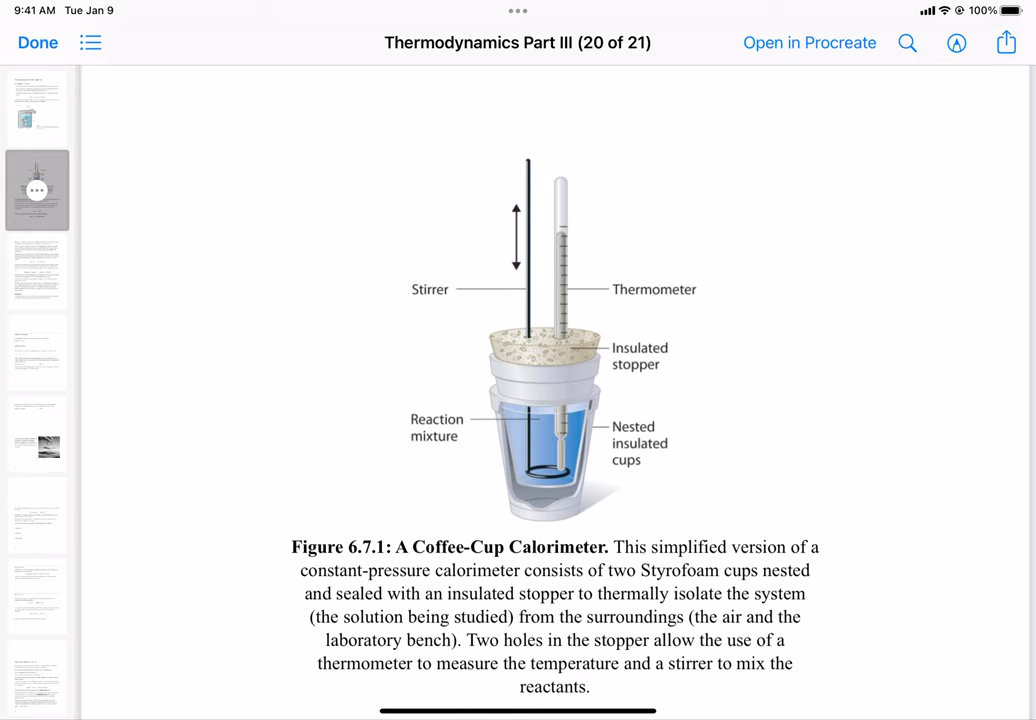 9:41 AM Tue Jan 9
100%
Done
Thermodynamics Part III (20 of 21)
Open in Procreate
Stirrer
Thermometer
Insulated
stopper
Reaction
mixture
Nested
insulated
cups
Figure 6.7.1: A Coffee-Cup Calorimeter. This simplified version of a
constant-pressure calorimeter consists of two Styrofoam cups nested
and sealed with an insulated stopper to thermally isolate the system
(the solution being studied) from the surroundings (the air and the
laboratory bench). Two holes in the stopper allow the use of a
thermometer to measure the temperature and a stirrer to mix the
reactants.